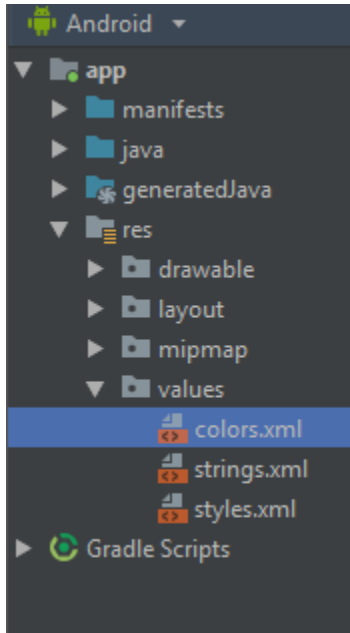 Android
app
manifests
java
generatedJava
res
drawable
layout
mipmap
values
colors.xml
strings.xml
styles.xml
Gradle Scripts